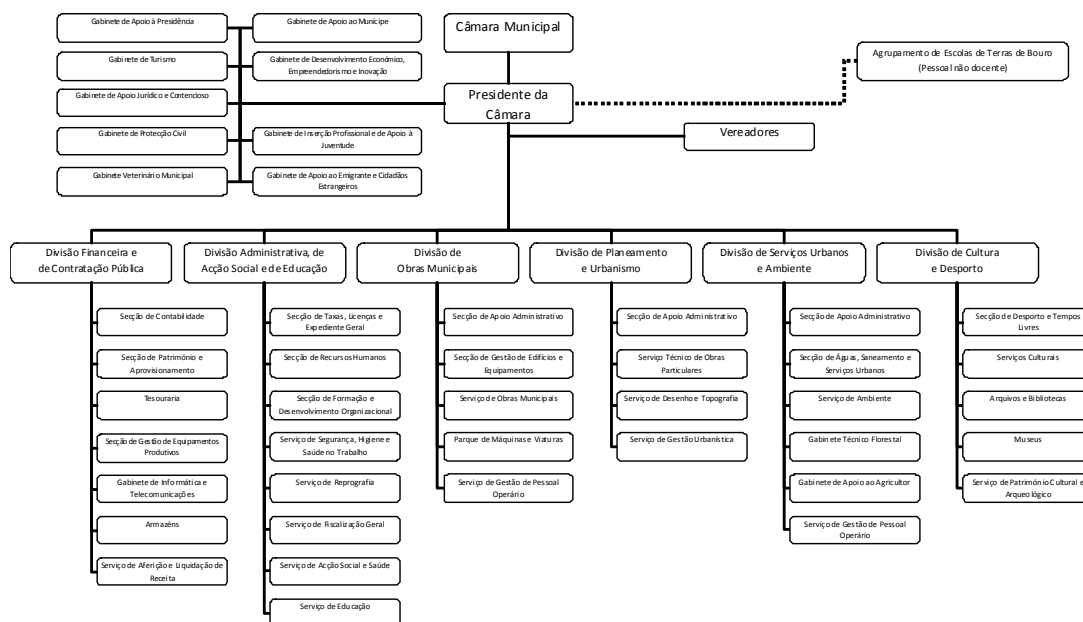 Gabinete de Apoio à Presidência
Gabinete de Apoio ao Munícipe
Câmara Municipal
Gabinete de Turismo
Gabinete de Desenvolvimento Económico,
Empreendedorismo e Inovação
Agrupamento de Escolas de Terras de Bouro
(Pessoal não docente)
Gabinete de Apoio Jurídico e Contencioso
Presidente da
Câmara
Gabinete de Protecção Civil
Gabinete de Inserção Profissional e de Apoio à
Juventude
Vereadores
Gabinete Veterinário Municipal
Gabinete de Apoio ao Emigrante e Cidadãos
Estrangeiros
Divisão Financeira e
de Contratação Pública
Secção de Contabilidade
Secção de Património e
Aprovisionamento
Tesouraria
Secção de Gestão de Equipamentos
Produtivos
Gabinete de Informática e
Telecomunicações
Armazéns
Serviço de Aferição e Liquidação de
Receita
Divisão Administrativa, de
Acção Social e de Educação
Secção de Taxas, Licenças e
Expediente Geral
Secção de Recursos Humanos
Secção de Formação e
Desenvolvimento Organizacional
Serviço de Segurança, Higiene e
Saúde no Trabalho
Serviço de Reprografia
Serviço de Fiscalização Geral
Serviço de Acção Social e Saúde
Serviço de Educação
Divisão de
Obras Municipais
Secção de Apoio Administrativo
Secção de Gestão de Edifícios e
Equipamentos
Serviço de Obras Municipais
Parque de Máquinas e Viaturas
Serviço de Gestão de Pessoal
Operário
Divisão de Planeamento
e Urbanismo
Secção de Apoio Administrativo
Serviço Técnico de Obras
Particulares
Serviço de Desenho e Topografia
Serviço de Gestão Urbanística
Divisão de Serviços Urbanos
e Ambiente
Secção de Apoio Administrativo
Secção de Águas, Saneamento e
Serviços Urbanos
Serviço de Ambiente
Gabinete Técnico Florestal
Gabinete de Apoio ao Agricultor
Serviço de Gestão de Pessoal
Operário
Divisão de Cultura
e Desporto
Secção de Desporto e Tempos
Livres
Serviços Culturais
Arquivos e Bibliotecas
Museus
Serviço de Património Cultural e
Arqueológico